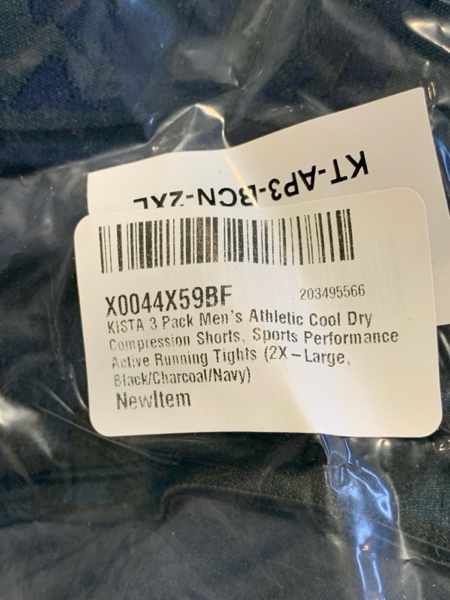 KT-AP3-BCN-2XL
X0044X59BF
203495566
KISTA 3 Pack Men's Athletic Cool Dry
Compression Shorts, Sports Performance
Active Running Tights (2X-Large,
Black/Charcoal/Navy)
NewItem